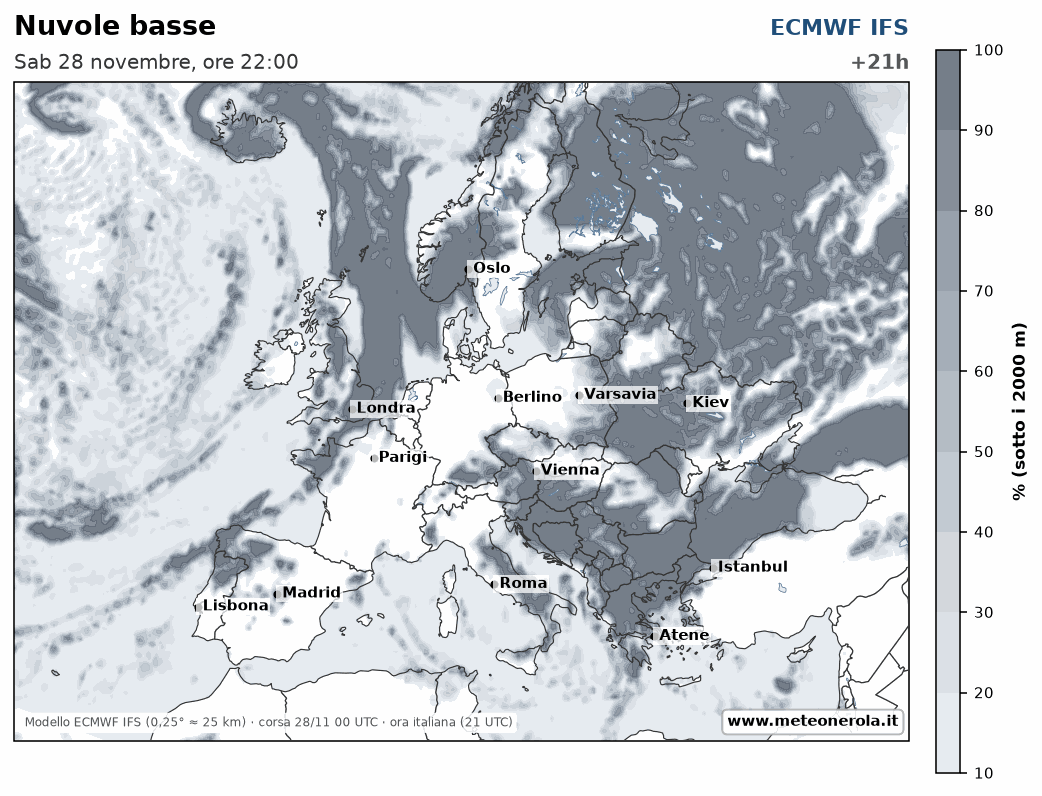 Nuvole basse
ECMWF IFS
Sab 28 novembre, ore 22:00
+21h
100
90
80
70
60
50
40
30
20
10
% (sotto i 2000 m)
Oslo
Londra
Berlino
Varsavia
Kiev
Parigi
Vienna
Istanbul
Roma
Madrid
Lisbona
Atene
Modello ECMWF IFS (0,25° ≈ 25 km) · corsa 28/11 00 UTC · ora italiana (21 UTC)
www.meteonerola.it